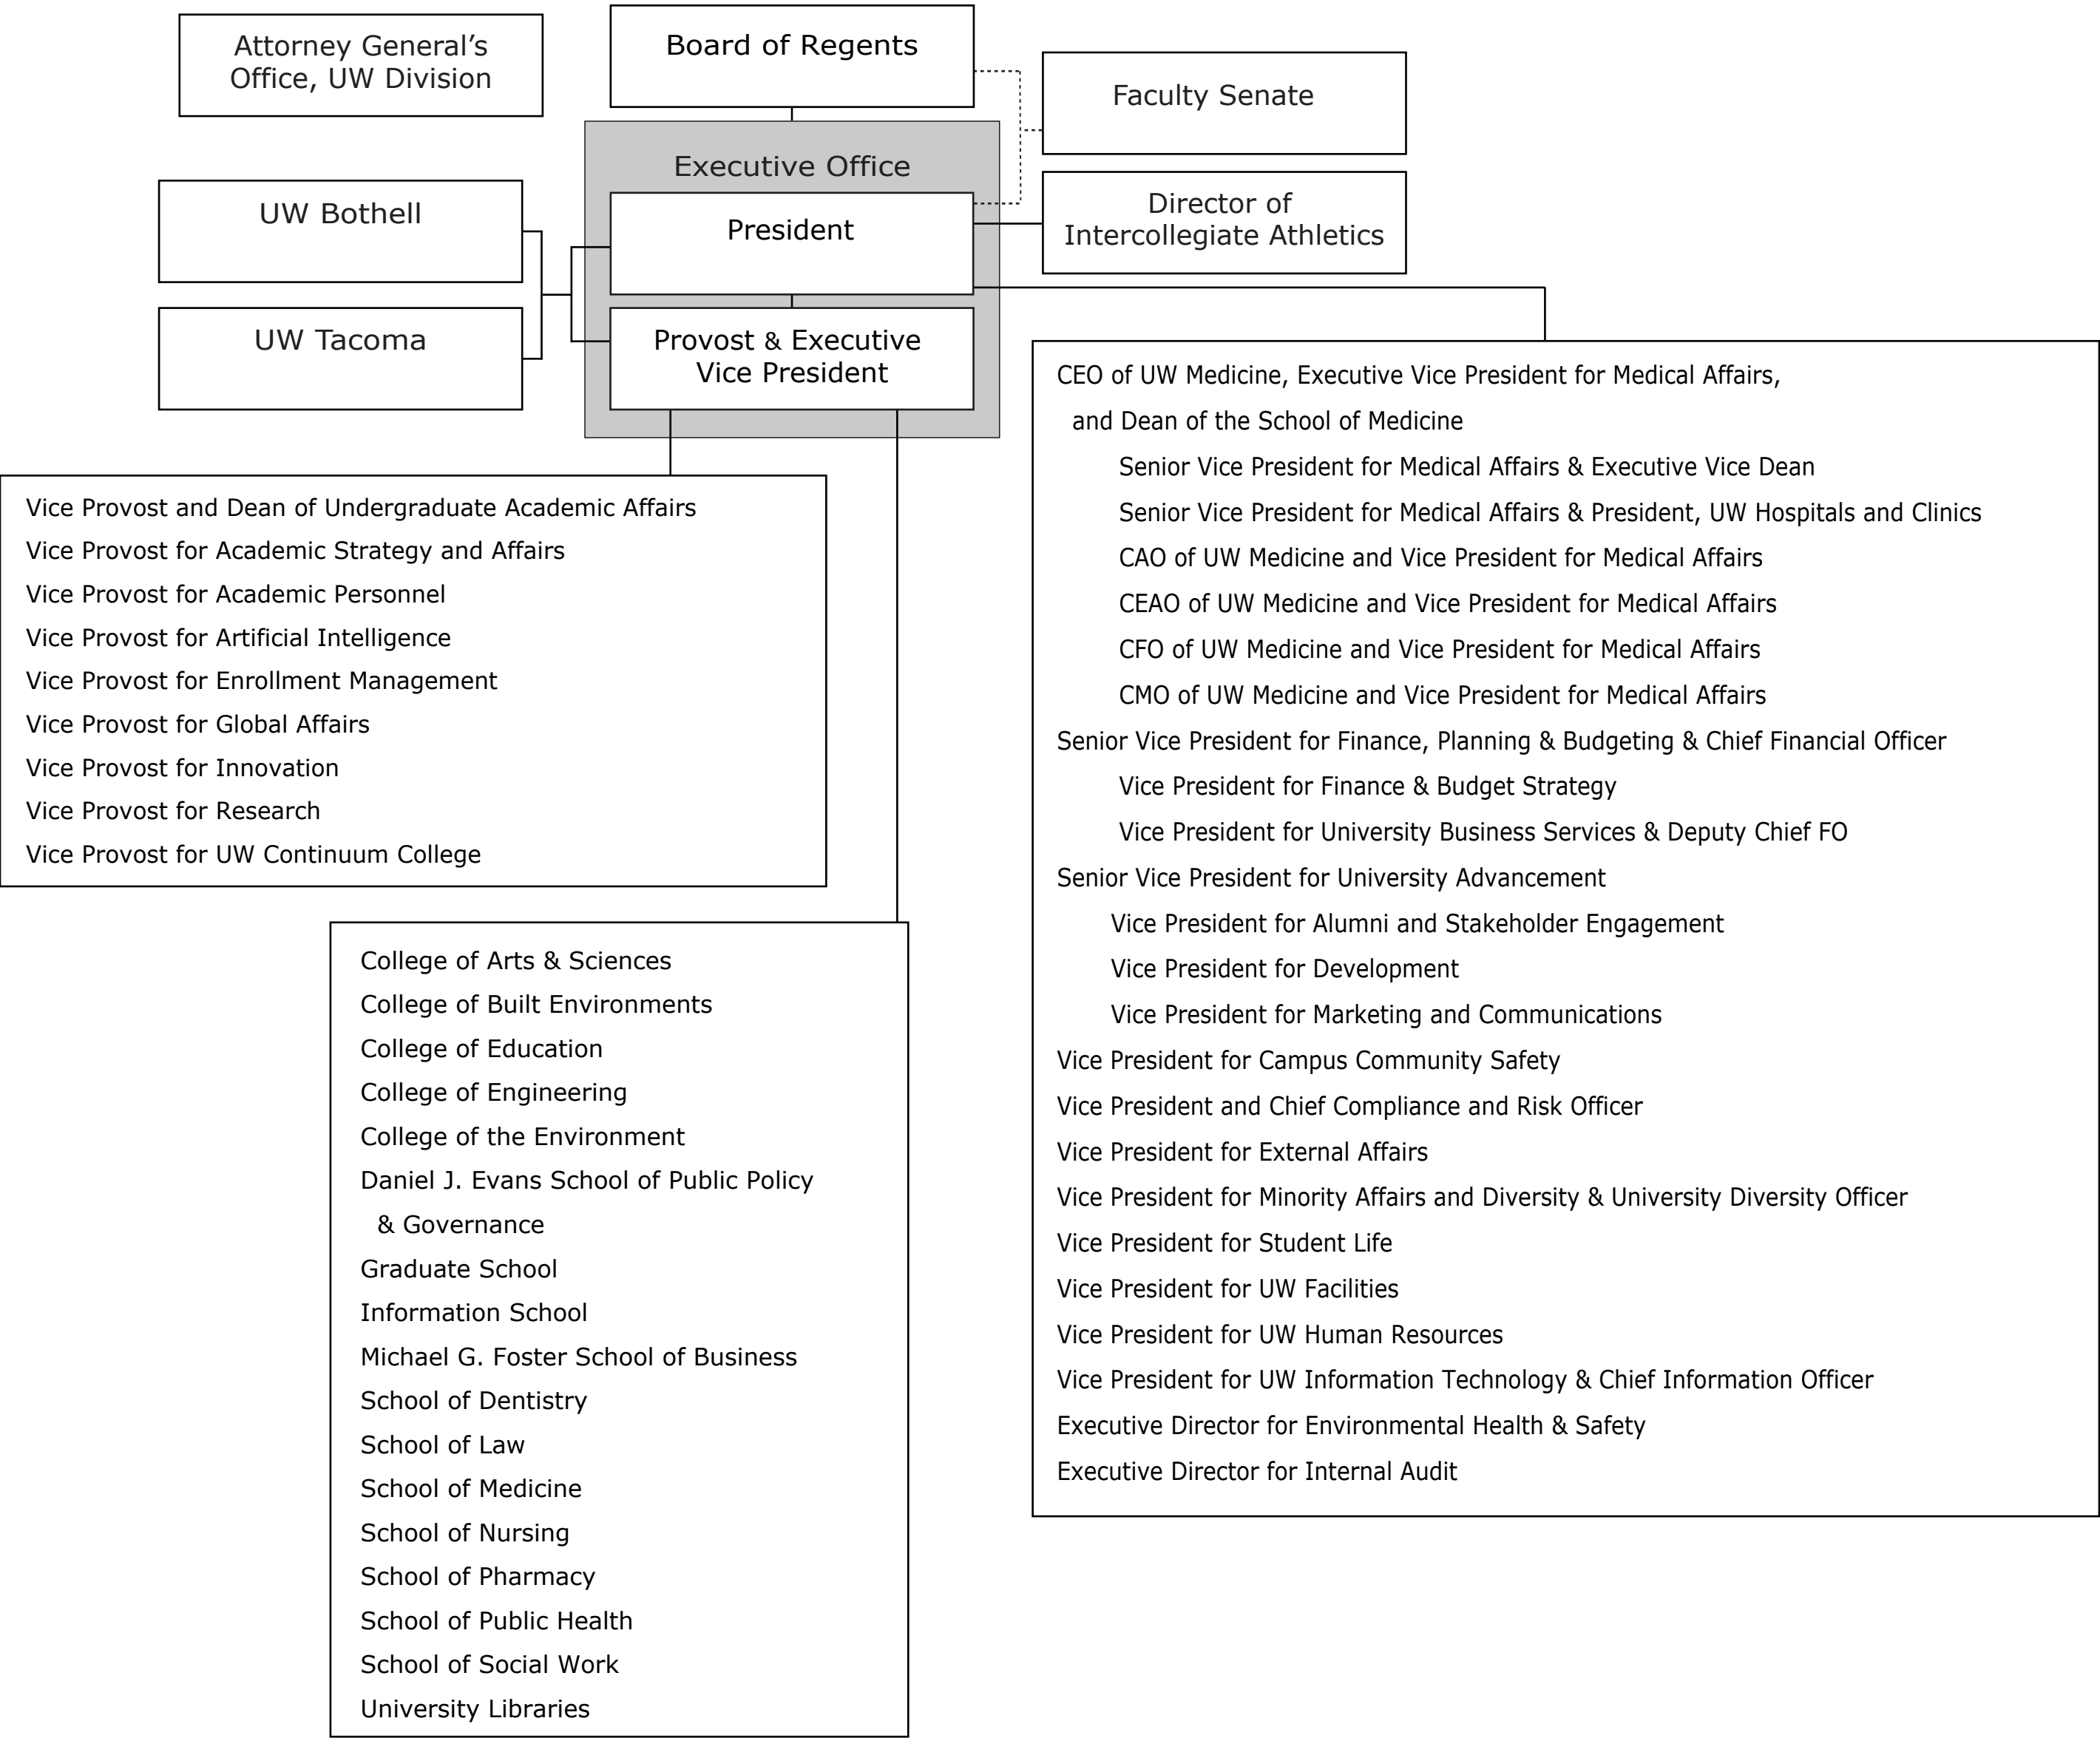 Attorney General’s
Office, UW Division
Board of Regents
Faculty Senate
Executive Office
UW Bothell
President
Director of
Intercollegiate Athletics
UW Tacoma
Provost & Executive
Vice President
Vice Provost and Dean of Undergraduate Academic Affairs
Vice Provost for Academic Strategy and Affairs
Vice Provost for Academic Personnel
Vice Provost for Artificial Intelligence
Vice Provost for Enrollment Management
Vice Provost for Global Affairs
Vice Provost for Innovation
Vice Provost for Research
Vice Provost for UW Continuum College
College of Arts & Sciences
College of Built Environments
College of Education
College of Engineering
College of the Environment
Daniel J. Evans School of Public Policy
& Governance
Graduate School
Information School
Michael G. Foster School of Business
School of Dentistry
School of Law
School of Medicine
School of Nursing
School of Pharmacy
School of Public Health
School of Social Work
University Libraries
CEO of UW Medicine, Executive Vice President for Medical Affairs,
and Dean of the School of Medicine
Senior Vice President for Medical Affairs & Executive Vice Dean
Senior Vice President for Medical Affairs & President, UW Hospitals and Clinics
CAO of UW Medicine and Vice President for Medical Affairs
CEAO of UW Medicine and Vice President for Medical Affairs
CFO of UW Medicine and Vice President for Medical Affairs
CMO of UW Medicine and Vice President for Medical Affairs
Senior Vice President for Finance, Planning & Budgeting & Chief Financial Officer
Vice President for Finance & Budget Strategy
Vice President for University Business Services & Deputy Chief FO
Senior Vice President for University Advancement
Vice President for Alumni and Stakeholder Engagement
Vice President for Development
Vice President for Marketing and Communications
Vice President for Campus Community Safety
Vice President and Chief Compliance and Risk Officer
Vice President for External Affairs
Vice President for Minority Affairs and Diversity & University Diversity Officer
Vice President for Student Life
Vice President for UW Facilities
Vice President for UW Human Resources
Vice President for UW Information Technology & Chief Information Officer
Executive Director for Environmental Health & Safety
Executive Director for Internal Audit